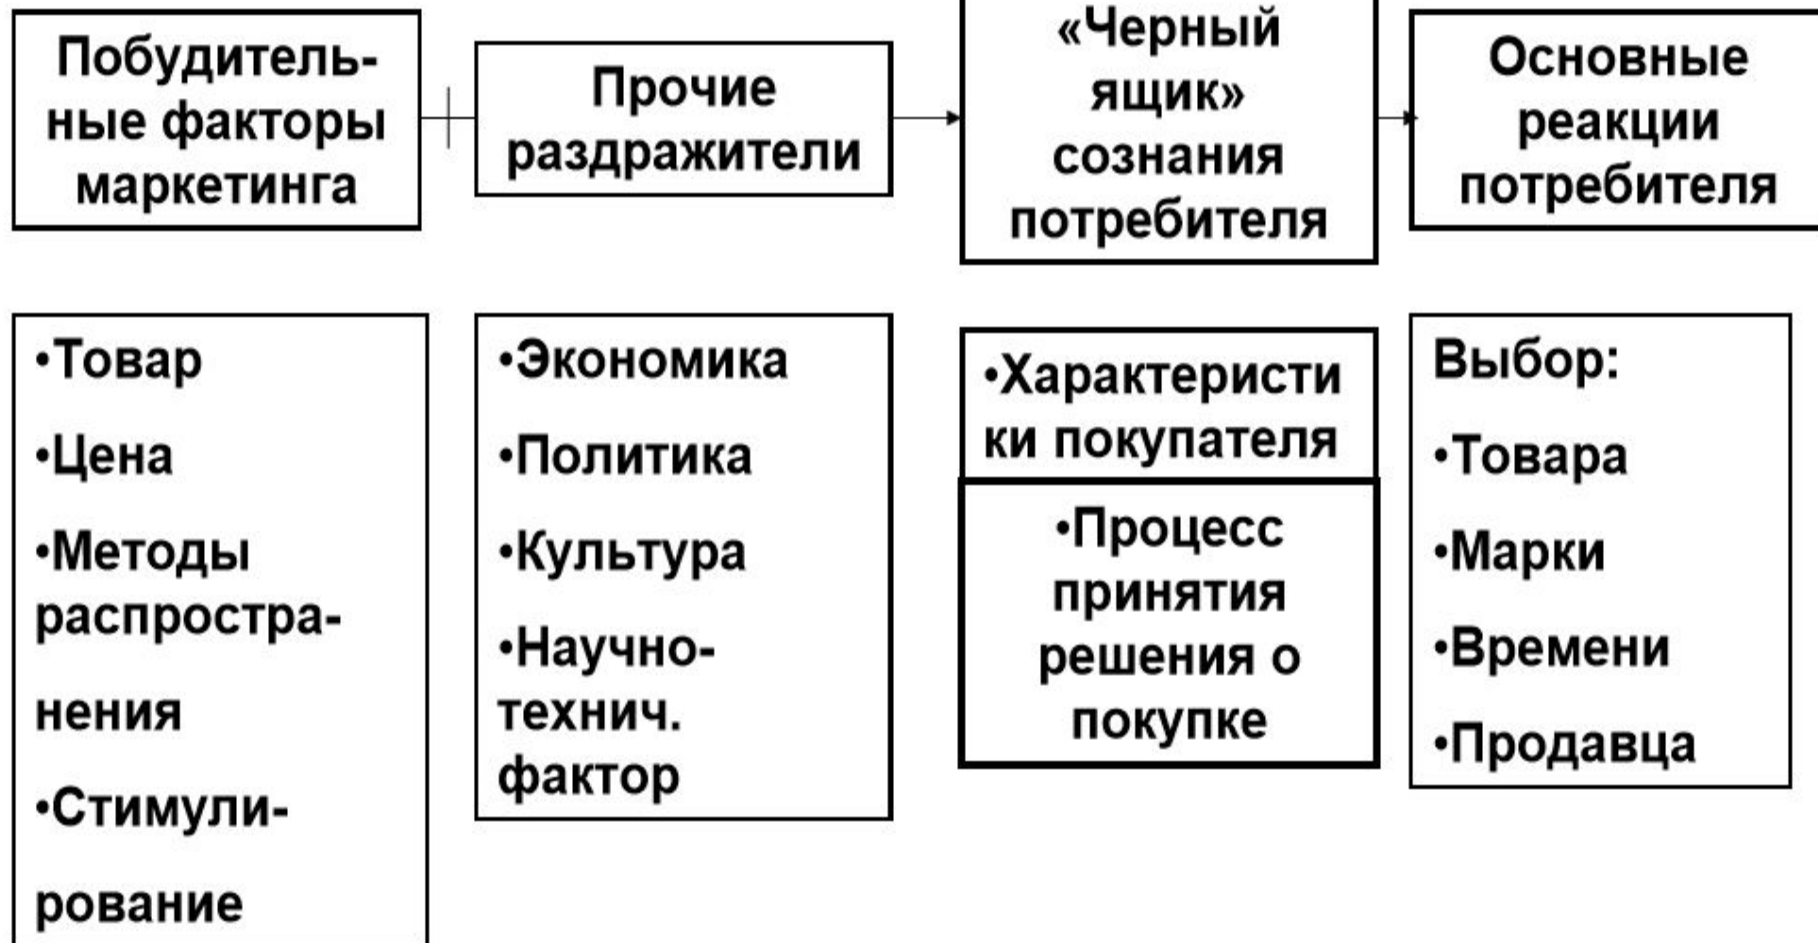 Побудитель-
ные факторы
маркетинга
Прочие
раздражители
«Черный
ящик»
сознания
потребителя
Основные
реакции
потребителя
•Товар
•Цена
•Методы
распростра-
нения
•Стимули-
рование
•Экономика
•Политика
•Культура
•Научно-
технич.
фактор
•Характеристи
ки покупателя
•Процесс
принятия
решения о
покупке
Выбор:
•Товара
•Марки
•Времени
•Продавца